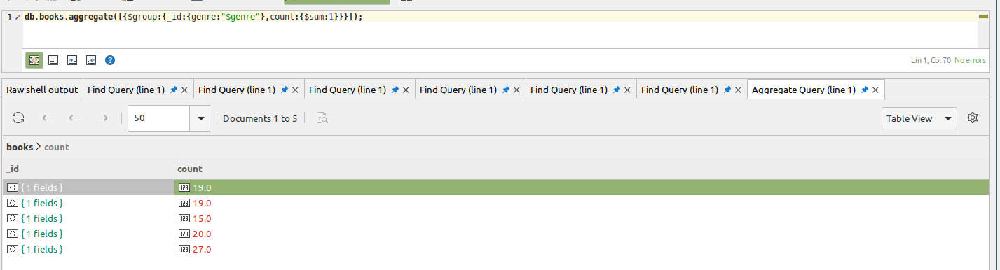 1 db.books.aggregate([{$group:{_id:{genre:"$genre"},count:{$sum:1}}}]);
Lin 1, Col 70 No errors
Raw shell output Find Query (line 1) Find Query (line 1) Find Query (line 1) Find Query (line 1) Find Query (line 1) Find Query (line 1) Aggregate Query (line 1)
50 Documents 1 to 5 Table View
books > count
_id count
{ 1 fields } 19.0
{ 1 fields } 19.0
{ 1 fields } 15.0
{ 1 fields } 20.0
{ 1 fields } 27.0